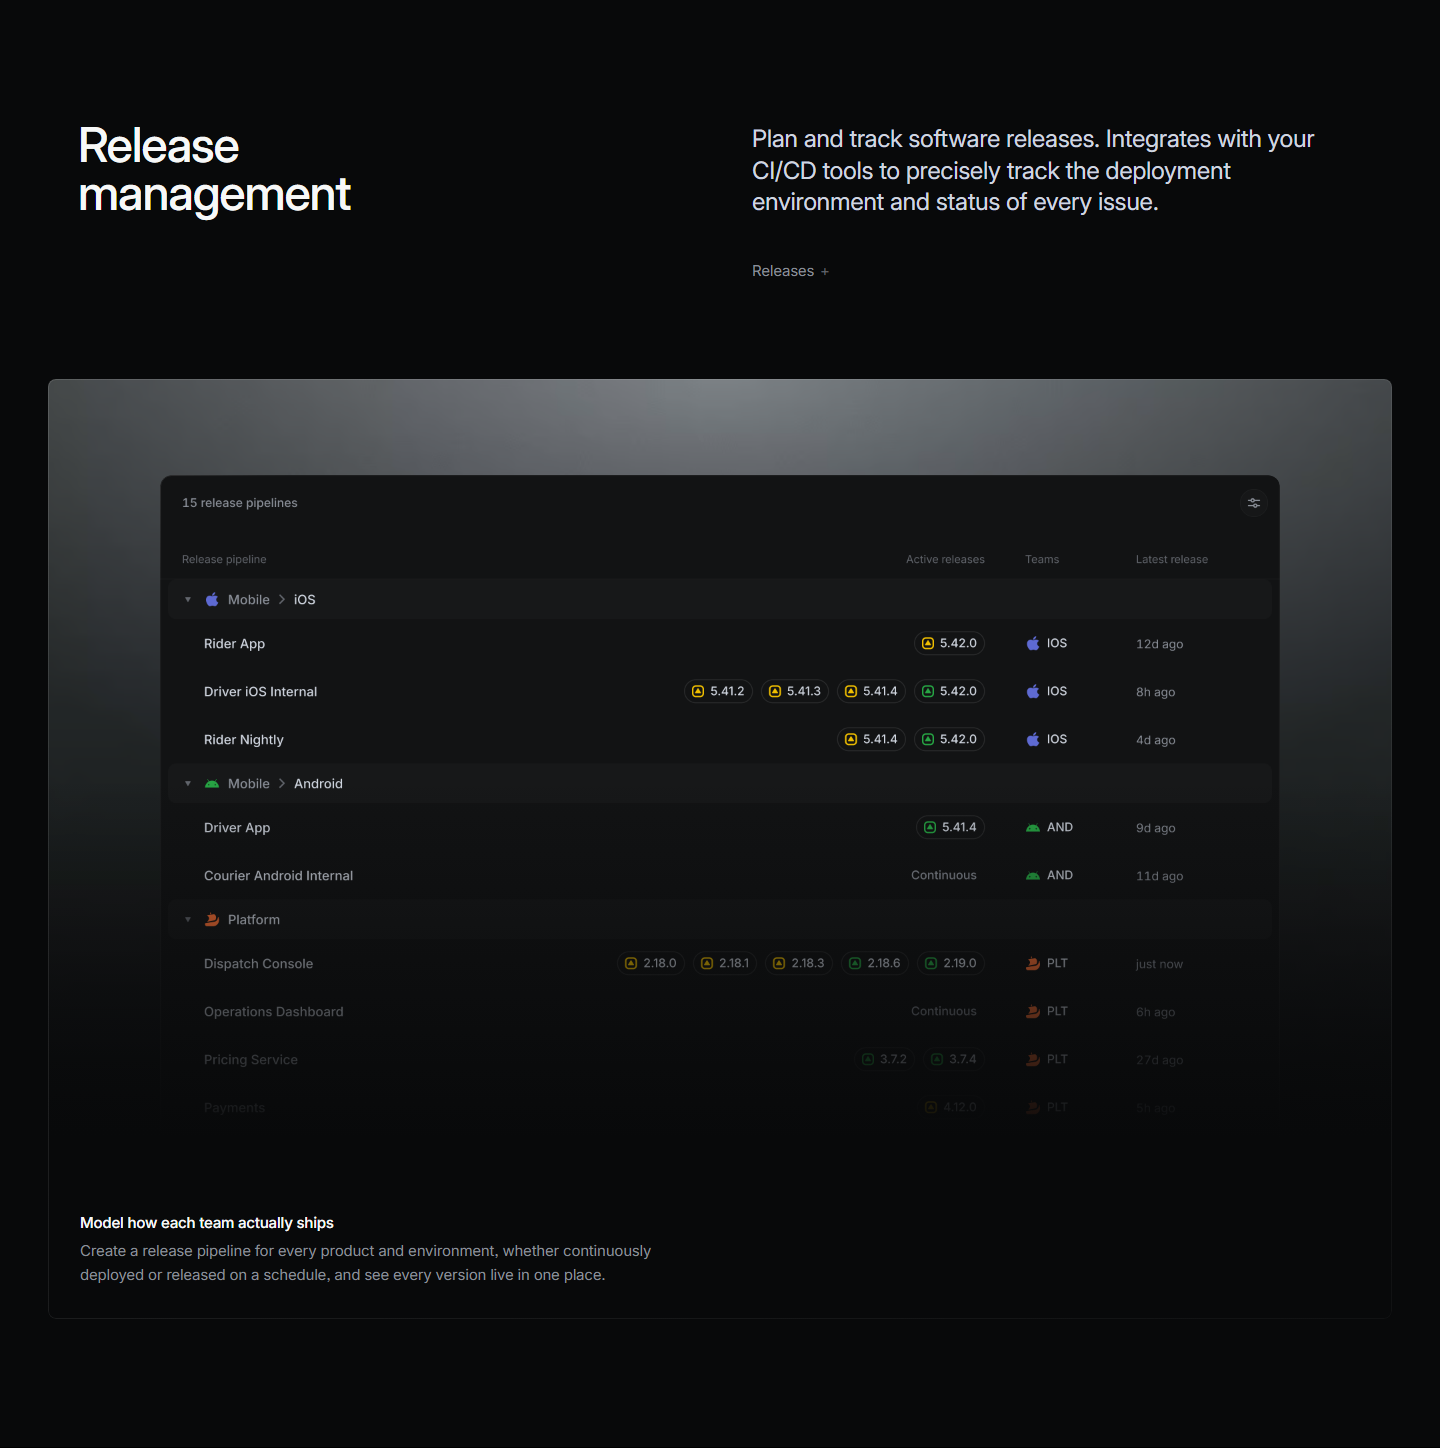 Release
management
Plan and track software releases. Integrates with your
CI/CD tools to precisely track the deployment
environment and status of every issue.
Releases +
15 release pipelines
Release pipeline Active releases Teams Latest release
Mobile > iOS
Rider App 5.42.0 IOS 12d ago
Driver iOS Internal 5.41.2 5.41.3 5.41.4 5.42.0 IOS 8h ago
Rider Nightly 5.41.4 5.42.0 IOS 4d ago
Mobile > Android
Driver App 5.41.4 AND 9d ago
Courier Android Internal Continuous AND 11d ago
Platform
Dispatch Console 2.18.0 2.18.1 2.18.3 2.18.6 2.19.0 PLT just now
Operations Dashboard Continuous PLT 6h ago
Pricing Service 3.7.2 3.7.4 PLT 27d ago
Payments 4.12.0 PLT 5h ago
Model how each team actually ships
Create a release pipeline for every product and environment, whether continuously
deployed or released on a schedule, and see every version live in one place.